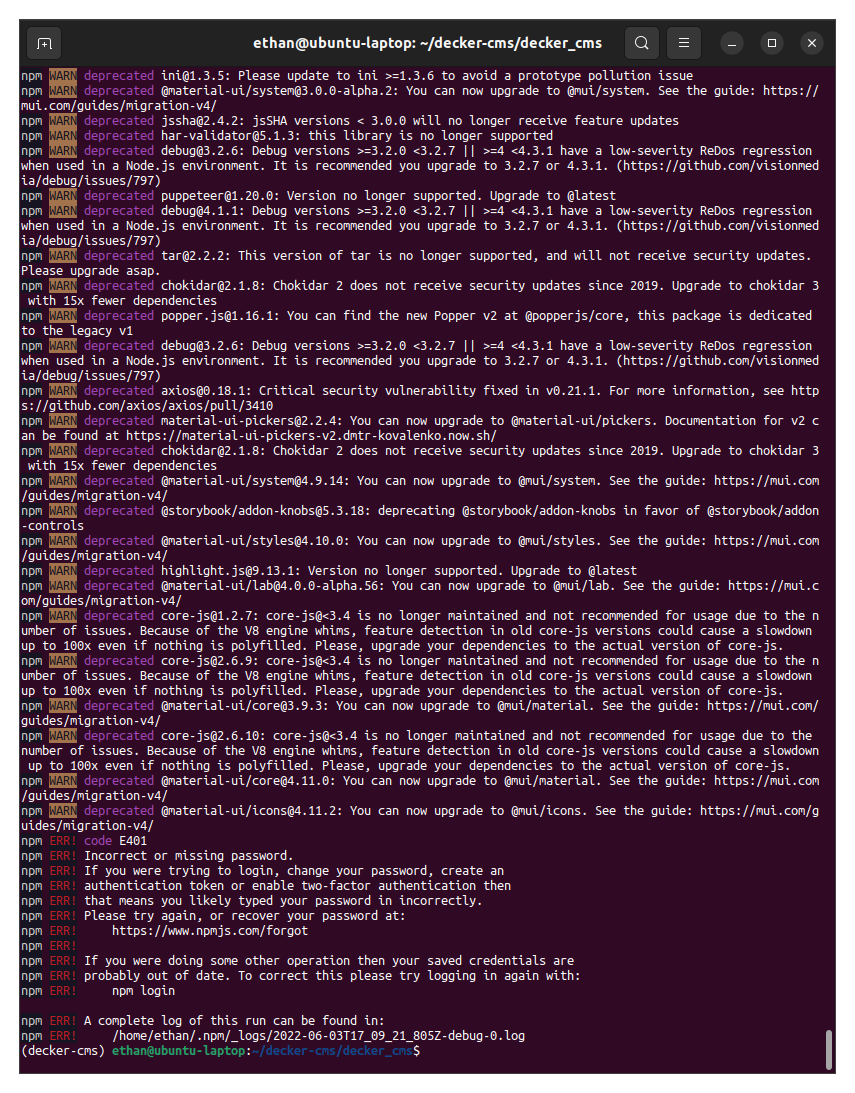 ethan@ubuntu-laptop: ~/decker-cms/decker_cms
npm WARN deprecated ini@1.3.5: Please update to ini >=1.3.6 to avoid a prototype pollution issue
npm WARN deprecated @material-ui/system@3.0.0-alpha.2: You can now upgrade to @mui/system. See the guide: https://
mui.com/guides/migration-v4/
npm WARN deprecated jssha@2.4.2: jsSHA versions < 3.0.0 will no longer receive feature updates
npm WARN deprecated har-validator@5.1.3: this library is no longer supported
npm WARN deprecated debug@3.2.6: Debug versions >=3.2.0 <3.2.7 || >=4 <4.3.1 have a low-severity ReDos regression
when used in a Node.js environment. It is recommended you upgrade to 3.2.7 or 4.3.1. (https://github.com/visionmed
ia/debug/issues/797)
npm WARN deprecated puppeteer@1.20.0: Version no longer supported. Upgrade to @latest
npm WARN deprecated debug@4.1.1: Debug versions >=3.2.0 <3.2.7 || >=4 <4.3.1 have a low-severity ReDos regression
when used in a Node.js environment. It is recommended you upgrade to 3.2.7 or 4.3.1. (https://github.com/visionmed
ia/debug/issues/797)
npm WARN deprecated tar@2.2.2: This version of tar is no longer supported, and will not receive security updates.
Please upgrade asap.
npm WARN deprecated chokidar@2.1.8: Chokidar 2 does not receive security updates since 2019. Upgrade to chokidar 3
 with 15x fewer dependencies
npm WARN deprecated popper.js@1.16.1: You can find the new Popper v2 at @popperjs/core, this package is dedicated
to the legacy v1
npm WARN deprecated debug@3.2.6: Debug versions >=3.2.0 <3.2.7 || >=4 <4.3.1 have a low-severity ReDos regression
when used in a Node.js environment. It is recommended you upgrade to 3.2.7 or 4.3.1. (https://github.com/visionmed
ia/debug/issues/797)
npm WARN deprecated axios@0.18.1: Critical security vulnerability fixed in v0.21.1. For more information, see http
s://github.com/axios/axios/pull/3410
npm WARN deprecated material-ui-pickers@2.2.4: You can now upgrade to @material-ui/pickers. Documentation for v2 c
an be found at https://material-ui-pickers-v2.dmtr-kovalenko.now.sh/
npm WARN deprecated chokidar@2.1.8: Chokidar 2 does not receive security updates since 2019. Upgrade to chokidar 3
 with 15x fewer dependencies
npm WARN deprecated @material-ui/system@4.9.14: You can now upgrade to @mui/system. See the guide: https://mui.com
/guides/migration-v4/
npm WARN deprecated @storybook/addon-knobs@5.3.18: deprecating @storybook/addon-knobs in favor of @storybook/addon
-controls
npm WARN deprecated @material-ui/styles@4.10.0: You can now upgrade to @mui/styles. See the guide: https://mui.com
/guides/migration-v4/
npm WARN deprecated highlight.js@9.13.1: Version no longer supported. Upgrade to @latest
npm WARN deprecated @material-ui/lab@4.0.0-alpha.56: You can now upgrade to @mui/lab. See the guide: https://mui.c
om/guides/migration-v4/
npm WARN deprecated core-js@1.2.7: core-js@<3.4 is no longer maintained and not recommended for usage due to the n
umber of issues. Because of the V8 engine whims, feature detection in old core-js versions could cause a slowdown
up to 100x even if nothing is polyfilled. Please, upgrade your dependencies to the actual version of core-js.
npm WARN deprecated core-js@2.6.9: core-js@<3.4 is no longer maintained and not recommended for usage due to the n
umber of issues. Because of the V8 engine whims, feature detection in old core-js versions could cause a slowdown
up to 100x even if nothing is polyfilled. Please, upgrade your dependencies to the actual version of core-js.
npm WARN deprecated @material-ui/core@3.9.3: You can now upgrade to @mui/material. See the guide: https://mui.com/
guides/migration-v4/
npm WARN deprecated core-js@2.6.10: core-js@<3.4 is no longer maintained and not recommended for usage due to the
number of issues. Because of the V8 engine whims, feature detection in old core-js versions could cause a slowdown
 up to 100x even if nothing is polyfilled. Please, upgrade your dependencies to the actual version of core-js.
npm WARN deprecated @material-ui/core@4.11.0: You can now upgrade to @mui/material. See the guide: https://mui.com
/guides/migration-v4/
npm WARN deprecated @material-ui/icons@4.11.2: You can now upgrade to @mui/icons. See the guide: https://mui.com/g
uides/migration-v4/
npm ERR! code E401
npm ERR! Incorrect or missing password.
npm ERR! If you were trying to login, change your password, create an
npm ERR! authentication token or enable two-factor authentication then
npm ERR! that means you likely typed your password in incorrectly.
npm ERR! Please try again, or recover your password at:
npm ERR!     https://www.npmjs.com/forgot
npm ERR!
npm ERR! If you were doing some other operation then your saved credentials are
npm ERR! probably out of date. To correct this please try logging in again with:
npm ERR!     npm login

npm ERR! A complete log of this run can be found in:
npm ERR!     /home/ethan/.npm/_logs/2022-06-03T17_09_21_805Z-debug-0.log
(decker-cms) ethan@ubuntu-laptop:~/decker-cms/decker_cms$